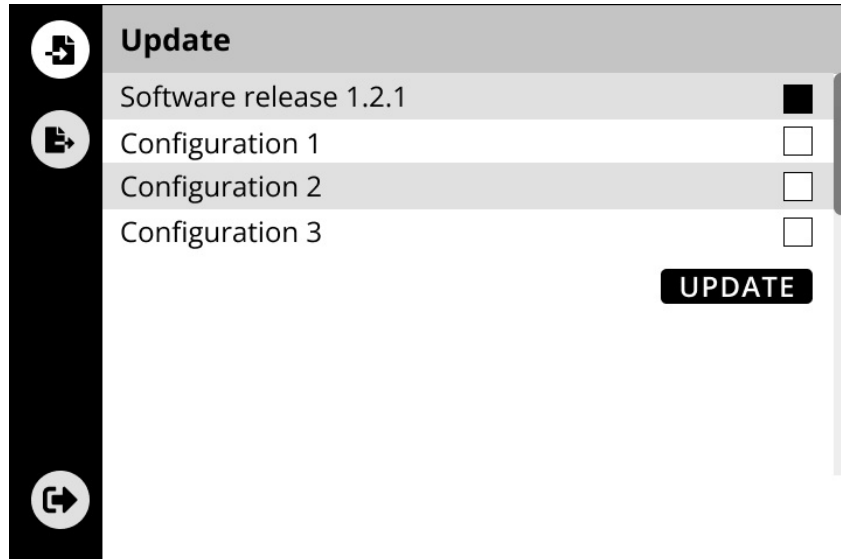 Update
Software release 1.2.1
Configuration 1
Configuration 2
Configuration 3
UPDATE